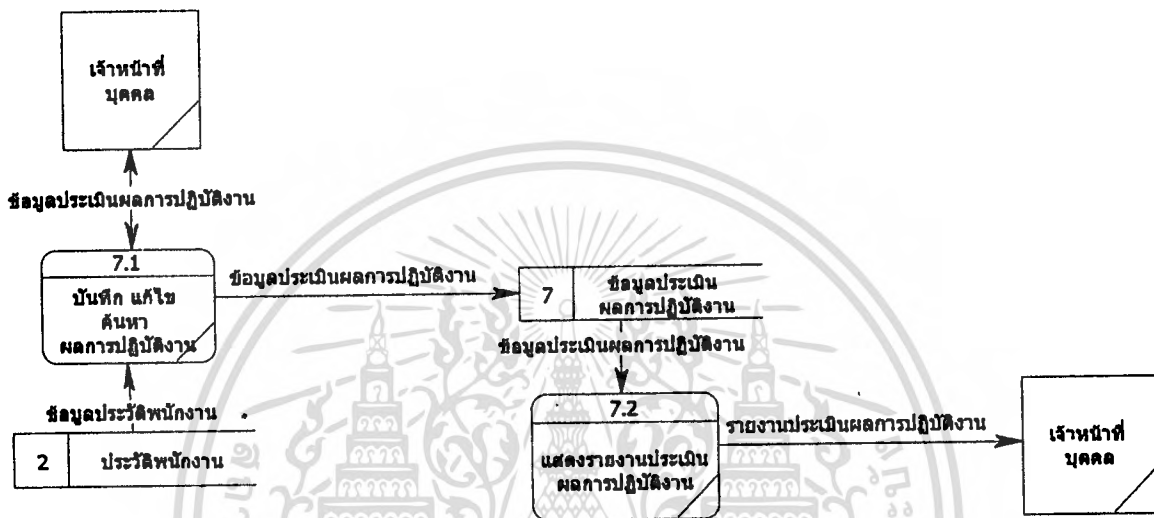 เจ้าหน้าที่
บุคคล
ข้อมูลประเมินผลการปฏิบัติงาน
7.1
บันทึก แก้ไข
ค้นหา
ผลการปฏิบัติงาน
ข้อมูลประเมินผลการปฏิบัติงาน
7
ข้อมูลประเมิน
ผลการปฏิบัติงาน
ข้อมูลประเมินผลการปฏิบัติงาน
ข้อมูลประวัติพนักงาน
2
ประวัติพนักงาน
7.2
แสดงรายงานประเมิน
ผลการปฏิบัติงาน
รายงานประเมินผลการปฏิบัติงาน
เจ้าหน้าที่
บุคคล